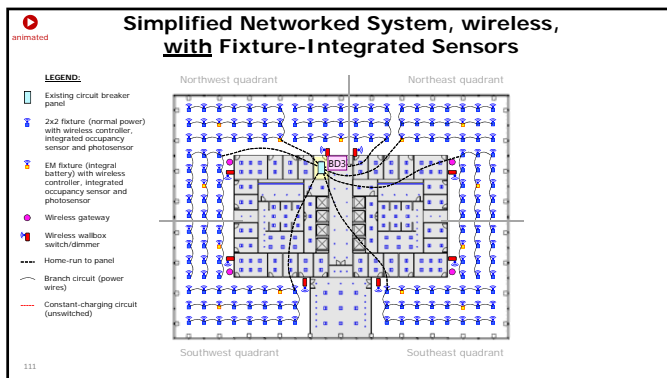 animated
Simplified Networked System, wireless,
with Fixture-Integrated Sensors
Northwest quadrant
Northeast quadrant
LEGEND:
Existing circuit breaker
panel
2x2 fixture (normal power)
with wireless controller,
integrated occupancy
sensor and photosensor
EM fixture (integral
battery) with wireless
controller, integrated
occupancy sensor and
photosensor
Wireless gateway
Wireless wallbox
switch/dimmer
Home-run to panel
Branch circuit (power
wires)
Constant-charging circuit
(unswitched)
BD3
Southwest quadrant
Southeast quadrant
111